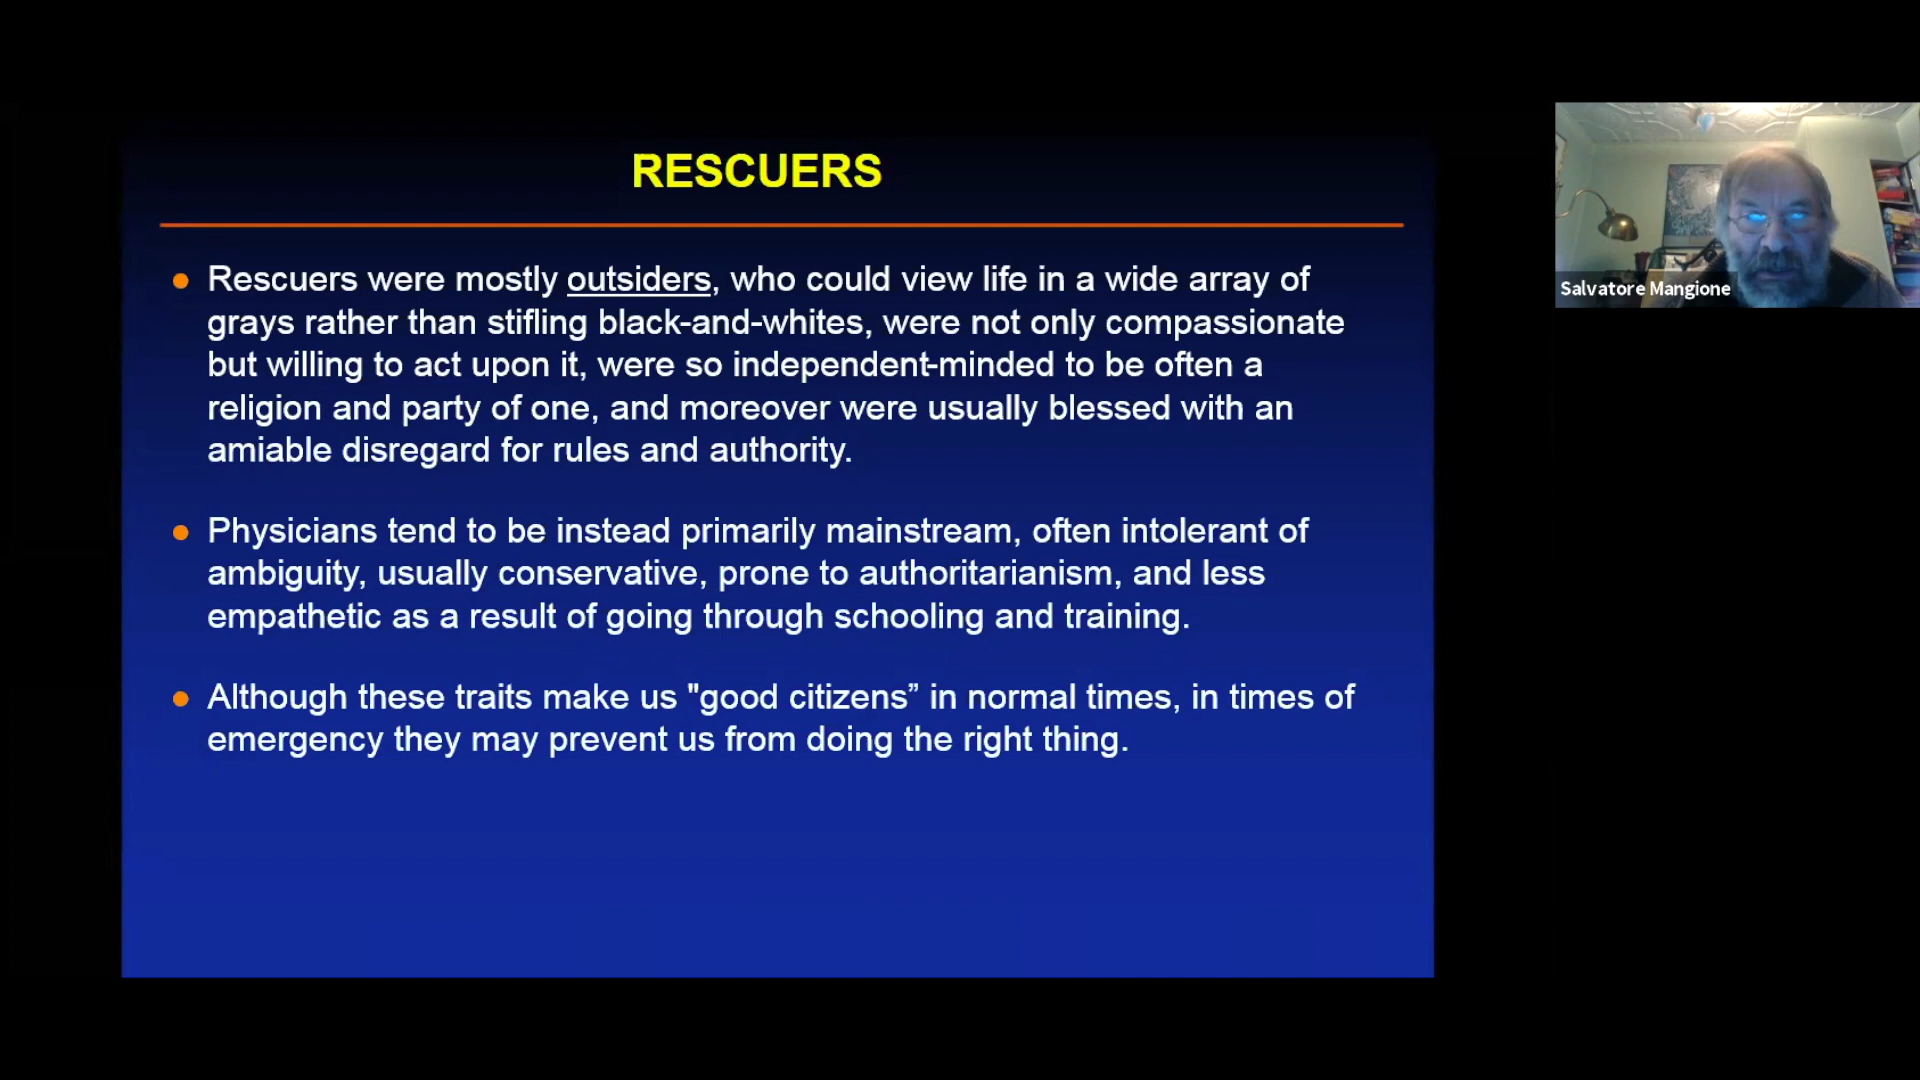 RESCUERS
Rescuers were mostly outsiders, who could view life in a wide array of
grays rather than stifling black-and-whites, were not only compassionate
but willing to act upon it, were so independent-minded to be often a
religion and party of one, and moreover were usually blessed with an
amiable disregard for rules and authority.
Physicians tend to be instead primarily mainstream, often intolerant of
ambiguity, usually conservative, prone to authoritarianism, and less
empathetic as a result of going through schooling and training.
Although these traits make us "good citizens” in normal times, in times of
emergency they may prevent us from doing the right thing.
Salvatore Mangione